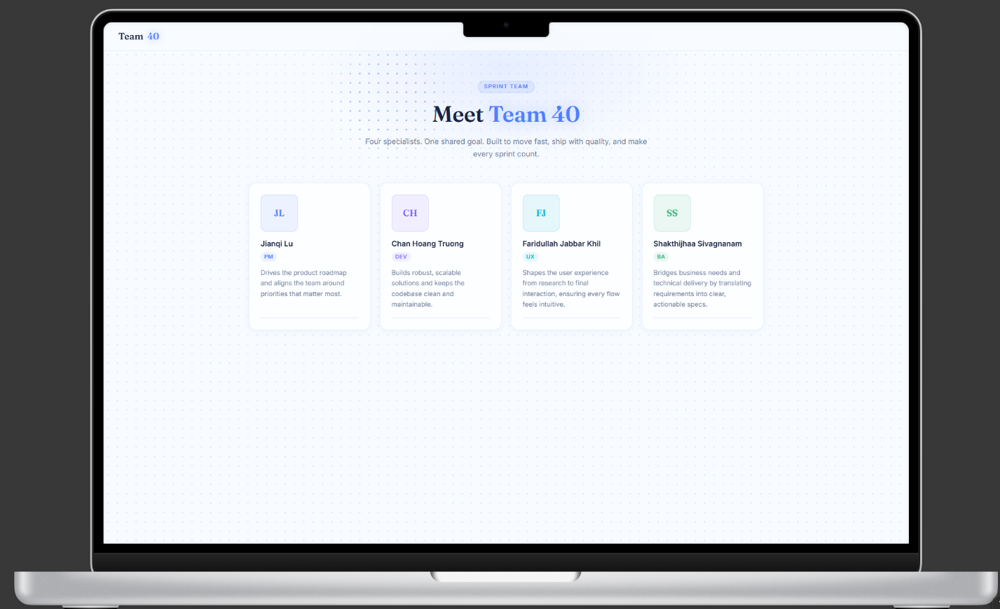 Team 40
SPRINT TEAM
Meet Team 40
Four specialists. One shared goal. Built to move fast, ship with quality, and make
every sprint count.
JL
Jianqi Lu
PM
Drives the product roadmap
and aligns the team around
priorities that matter most.
CH
Chan Hoang Truong
DEV
Builds robust, scalable
solutions and keeps the
codebase clean and
maintainable.
FJ
Faridullah Jabbar Khil
UX
Shapes the user experience
from research to final
interaction, ensuring every flow
feels intuitive.
SS
Shakthijhaa Sivagnanam
BA
Bridges business needs and
technical delivery by translating
requirements into clear,
actionable specs.